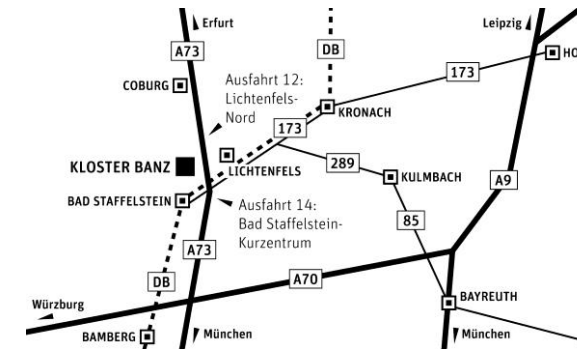 Erfurt
Leipzig
A73
DB
HO
173
COBURG
Ausfahrt 12:
Lichtenfels-
Nord
KRONACH
173
KLOSTER BANZ
LICHTENFELS
289
KULMBACH
A9
BAD STAFFELSTEIN
Ausfahrt 14:
Bad Staffelstein-
Kurzentrum
85
A73
DB
A70
Würzburg
BAYREUTH
BAMBERG
München
München